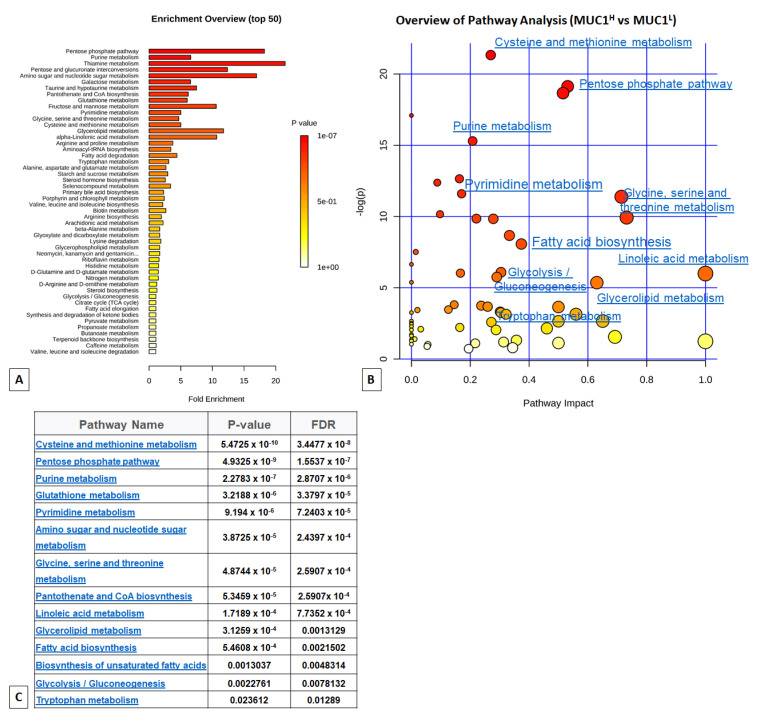 Enrichment Overview (top 50)
Pentose phosphate pathway
Purine metabolism
Thiamine metabolism
Pentose and glucuronate interconversions
Amino sugar and nucleotide sugar metabolism
Galactose metabolism
Taurine and hypotaurine metabolism
Pantothenate and CoA biosynthesis
Glutathione metabolism
Fructose and mannose metabolism
Pyrimidine metabolism
Glycine, serine and threonine metabolism
Cysteine and methionine metabolism
Glycerolipid metabolism
alpha-Linolenic acid metabolism
Arginine and proline metabolism
Aminoacyl-tRNA biosynthesis
Fatty acid degradation
Tryptophan metabolism
Alanine, aspartate and glutamate metabolism
Starch and sucrose metabolism
Steroid hormone biosynthesis
Selenocompound metabolism
Primary bile acid biosynthesis
Porphyrin and chlorophyll metabolism
Valine, leucine and isoleucine biosynthesis
Biotin metabolism
Arginine biosynthesis
Arachidonic acid metabolism
beta-Alanine metabolism
Glyoxylate and dicarboxylate metabolism
Lysine degradation
Glycerophospholipid metabolism
Neomycin, kanamycin and gentamicin...
Riboflavin metabolism
Histidine metabolism
D-Glutamine and D-glutamate metabolism
Nitrogen metabolism
D-Arginine and D-ornithine metabolism
Steroid biosynthesis
Glycolysis / Gluconeogenesis
Citrate cycle (TCA cycle)
Fatty acid elongation
Synthesis and degradation of ketone bodies
Pyruvate metabolism
Propanoate metabolism
Butanoate metabolism
Terpenoid backbone biosynthesis
Caffeine metabolism
Valine, leucine and isoleucine degradation
0 5 10 15 20
Fold Enrichment
P value
1e-07
5e-01
1e+00
A
Overview of Pathway Analysis (MUC1ᴴ vs MUC1ᴸ)
Cysteine and methionine metabolism
Pentose phosphate pathway
Purine metabolism
Pyrimidine metabolism
Glycine, serine and
threonine metabolism
Fatty acid biosynthesis
Linoleic acid metabolism
Glycolysis /
Gluconeogenesis
Glycerolipid metabolism
Tryptophan metabolism
-log(p)
20
15
10
5
0
0.0 0.2 0.4 0.6 0.8 1.0
Pathway Impact
B
Pathway Name P-value FDR
Cysteine and methionine metabolism 5.4725 x 10⁻¹⁰ 3.4477 x 10⁻⁸
Pentose phosphate pathway 4.9325 x 10⁻⁹ 1.5537 x 10⁻⁷
Purine metabolism 2.2783 x 10⁻⁷ 2.8707 x 10⁻⁶
Glutathione metabolism 3.2188 x 10⁻⁶ 3.3797 x 10⁻⁵
Pyrimidine metabolism 9.194 x 10⁻⁶ 7.2403 x 10⁻⁵
Amino sugar and nucleotide sugar
metabolism 3.8725 x 10⁻⁵ 2.4397 x 10⁻⁴
Glycine, serine and threonine
metabolism 4.8744 x 10⁻⁵ 2.5907 x 10⁻⁴
Pantothenate and CoA biosynthesis 5.3459 x 10⁻⁵ 2.5907x 10⁻⁴
Linoleic acid metabolism 1.7189 x 10⁻⁴ 7.7352 x 10⁻⁴
Glycerolipid metabolism 3.1259 x 10⁻⁴ 0.0013129
Fatty acid biosynthesis 5.4608 x 10⁻⁴ 0.0021502
Biosynthesis of unsaturated fatty acids 0.0013037 0.0048314
Glycolysis / Gluconeogenesis 0.0022761 0.0078132
Tryptophan metabolism 0.023612 0.01289
C